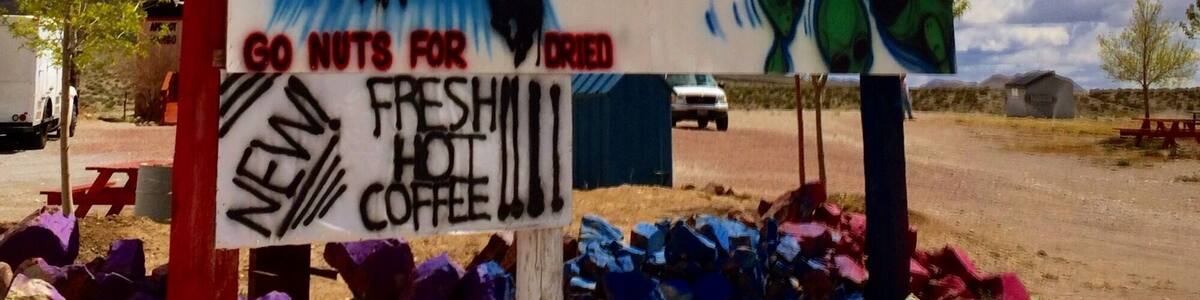 GO NUTS FOR DRIED
NEW!
FRESH
HOT
COFFEE!!!!